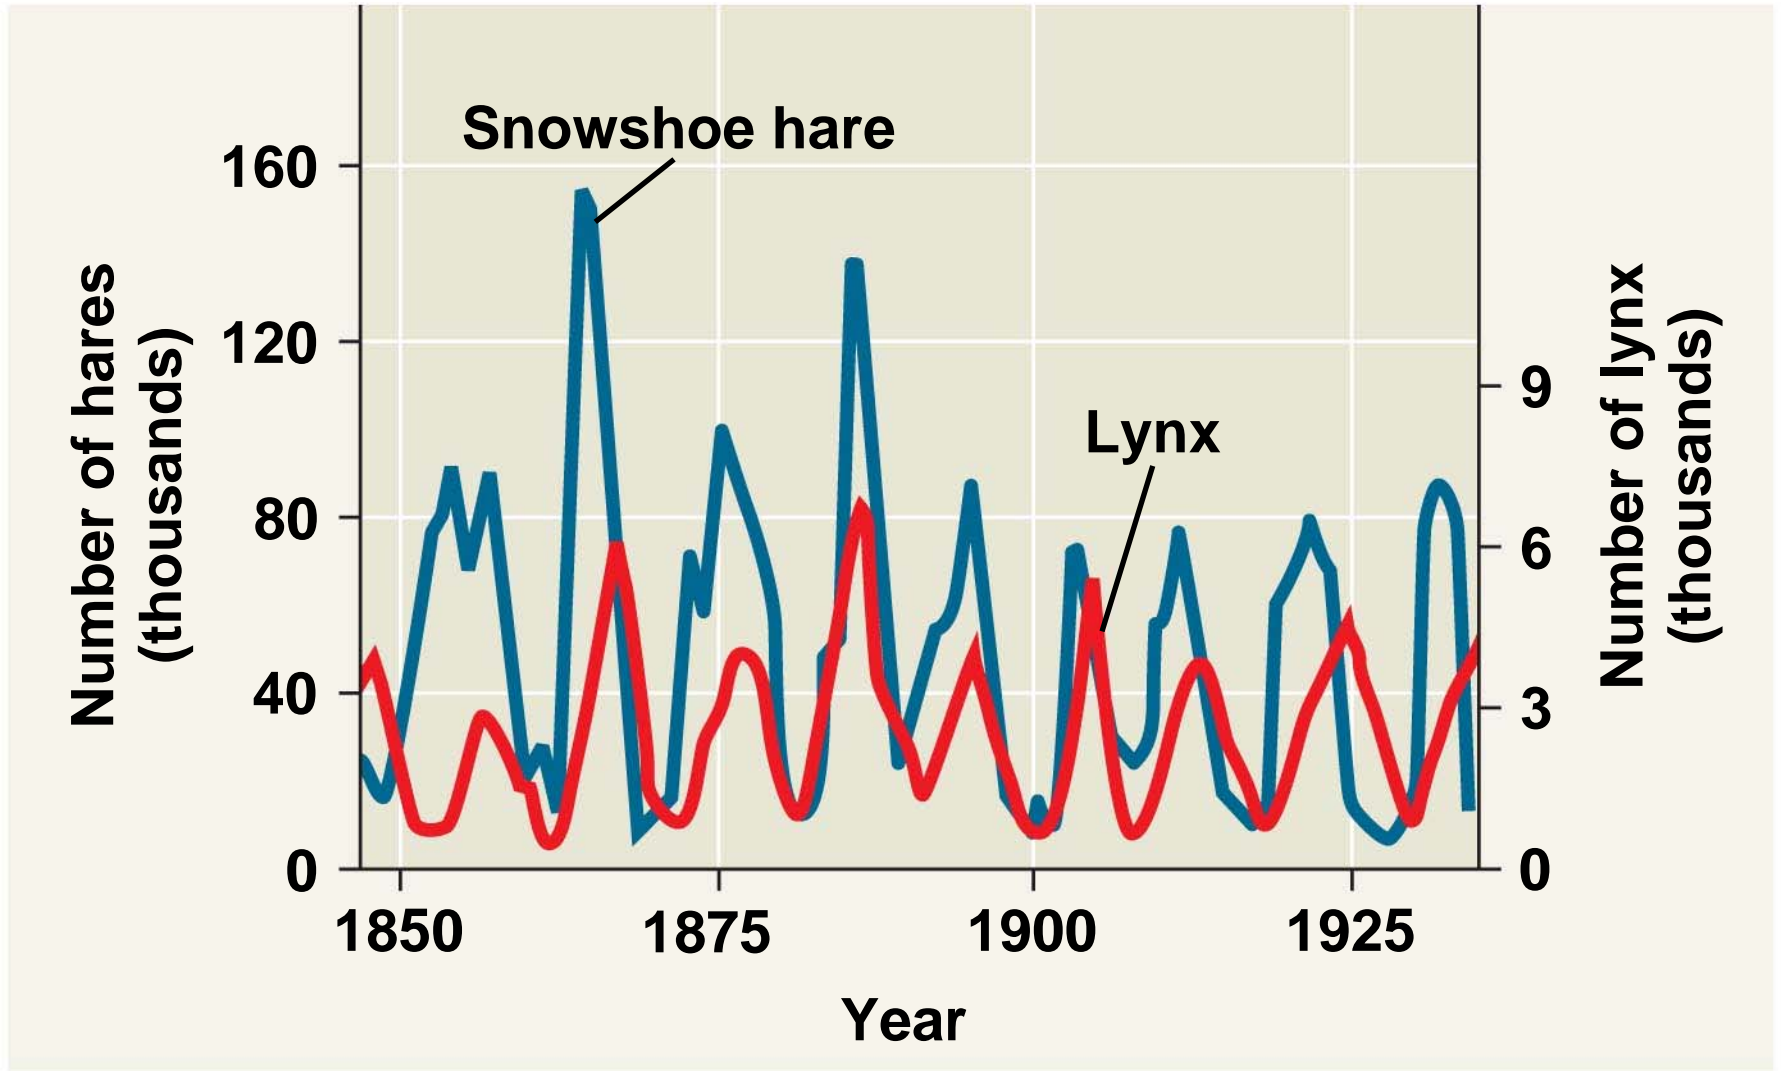 Snowshoe hare
Lynx
Number of hares
(thousands)
160
120
80
40
0
Number of lynx
(thousands)
9
6
3
0
1850
1875
1900
1925
Year